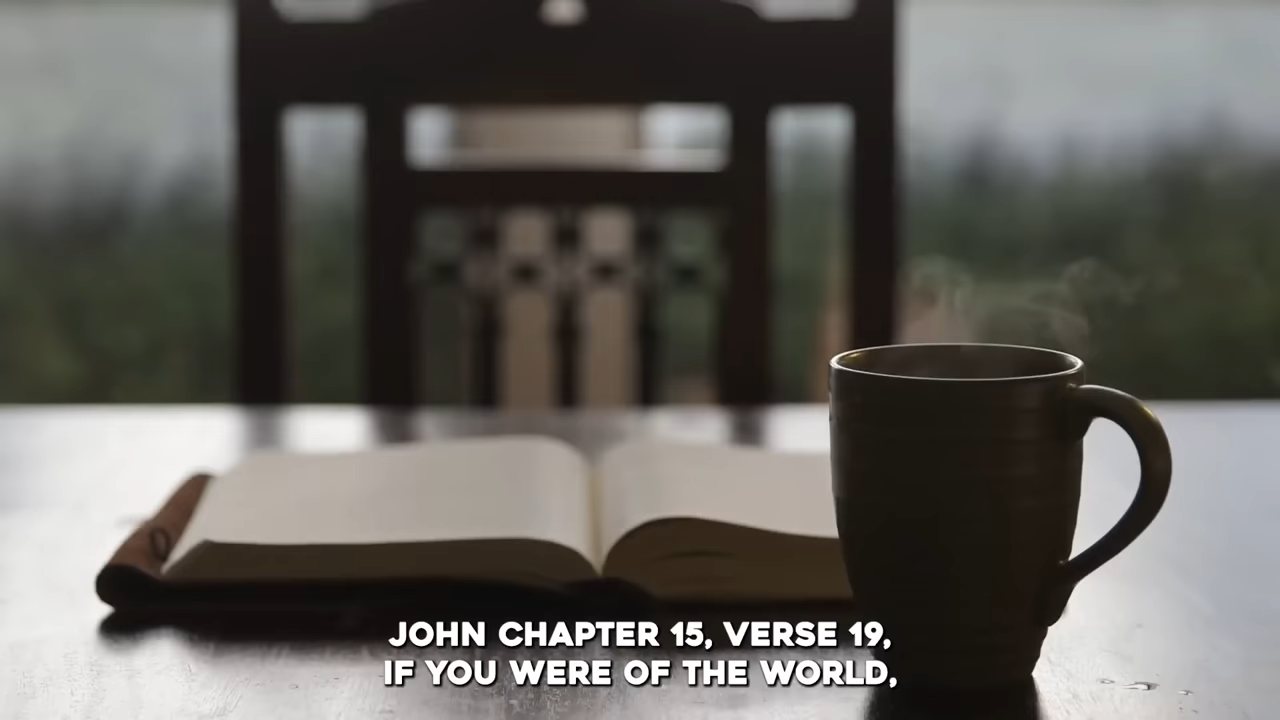 JOHN CHAPTER 15, VERSE 19,
IF YOU WERE OF THE WORLD,